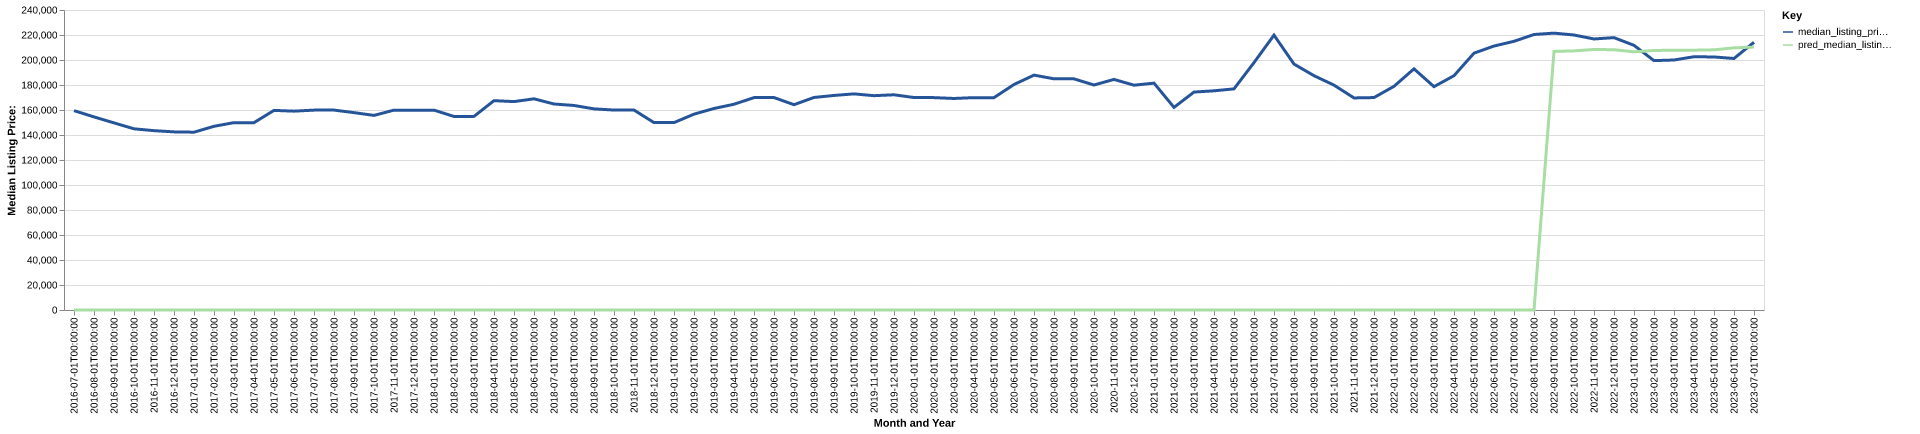 240,000
220,000
200,000
180,000
160,000
140,000
120,000
100,000
80,000
60,000
40,000
20,000
0
Median Listing Price:
2016-07-01T00:00:00
2016-08-01T00:00:00
2016-09-01T00:00:00
2016-10-01T00:00:00
2016-11-01T00:00:00
2016-12-01T00:00:00
2017-01-01T00:00:00
2017-02-01T00:00:00
2017-03-01T00:00:00
2017-04-01T00:00:00
2017-05-01T00:00:00
2017-06-01T00:00:00
2017-07-01T00:00:00
2017-08-01T00:00:00
2017-09-01T00:00:00
2017-10-01T00:00:00
2017-11-01T00:00:00
2017-12-01T00:00:00
2018-01-01T00:00:00
2018-02-01T00:00:00
2018-03-01T00:00:00
2018-04-01T00:00:00
2018-05-01T00:00:00
2018-06-01T00:00:00
2018-07-01T00:00:00
2018-08-01T00:00:00
2018-09-01T00:00:00
2018-10-01T00:00:00
2018-11-01T00:00:00
2018-12-01T00:00:00
2019-01-01T00:00:00
2019-02-01T00:00:00
2019-03-01T00:00:00
2019-04-01T00:00:00
2019-05-01T00:00:00
2019-06-01T00:00:00
2019-07-01T00:00:00
2019-08-01T00:00:00
2019-09-01T00:00:00
2019-10-01T00:00:00
2019-11-01T00:00:00
2019-12-01T00:00:00
2020-01-01T00:00:00
2020-02-01T00:00:00
2020-03-01T00:00:00
2020-04-01T00:00:00
2020-05-01T00:00:00
2020-06-01T00:00:00
2020-07-01T00:00:00
2020-08-01T00:00:00
2020-09-01T00:00:00
2020-10-01T00:00:00
2020-11-01T00:00:00
2020-12-01T00:00:00
2021-01-01T00:00:00
2021-02-01T00:00:00
2021-03-01T00:00:00
2021-04-01T00:00:00
2021-05-01T00:00:00
2021-06-01T00:00:00
2021-07-01T00:00:00
2021-08-01T00:00:00
2021-09-01T00:00:00
2021-10-01T00:00:00
2021-11-01T00:00:00
2021-12-01T00:00:00
2022-01-01T00:00:00
2022-02-01T00:00:00
2022-03-01T00:00:00
2022-04-01T00:00:00
2022-05-01T00:00:00
2022-06-01T00:00:00
2022-07-01T00:00:00
2022-08-01T00:00:00
2022-09-01T00:00:00
2022-10-01T00:00:00
2022-11-01T00:00:00
2022-12-01T00:00:00
2023-01-01T00:00:00
2023-02-01T00:00:00
2023-03-01T00:00:00
2023-04-01T00:00:00
2023-05-01T00:00:00
2023-06-01T00:00:00
2023-07-01T00:00:00
Month and Year
Key
median_listing_pri…
pred_median_listin…